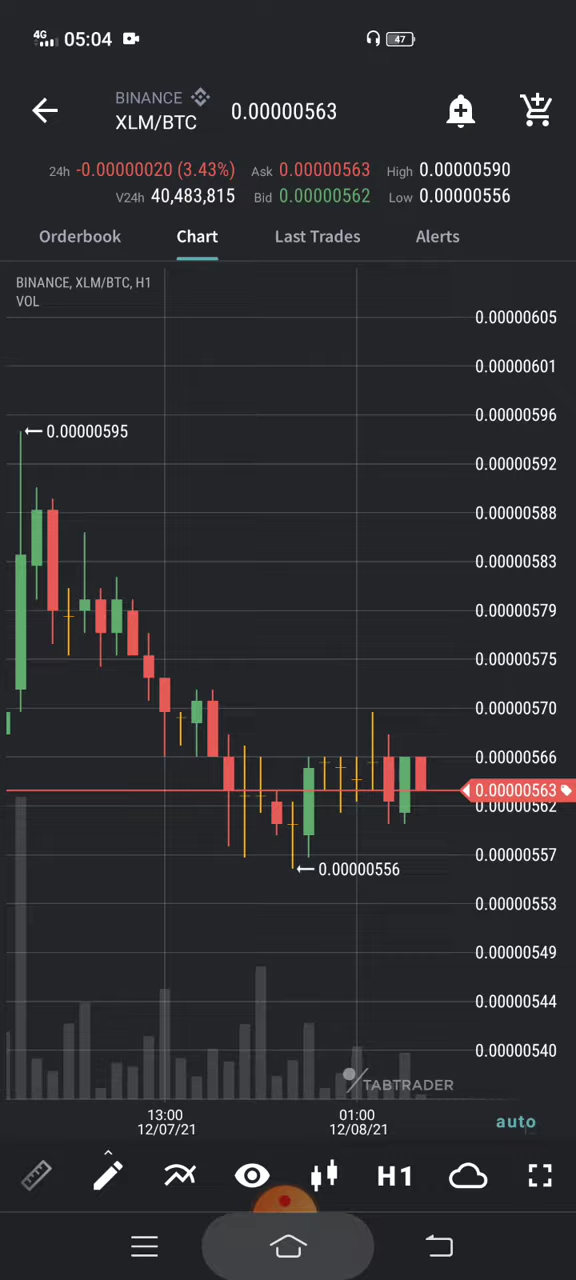 4G 05:04 47
BINANCE
XLM/BTC 0.00000563
24h -0.00000020 (3.43%) Ask 0.00000563 High 0.00000590
V24h 40,483,815 Bid 0.00000562 Low 0.00000556
Orderbook Chart Last Trades Alerts
BINANCE, XLM/BTC, H1
VOL
0.00000605
0.00000601
0.00000596
0.00000595
0.00000592
0.00000588
0.00000583
0.00000579
0.00000575
0.00000570
0.00000566
0.00000563
0.00000562
0.00000557
0.00000556
0.00000553
0.00000549
0.00000544
0.00000540
TABTRADER
13:00 01:00
12/07/21 12/08/21
auto
H1